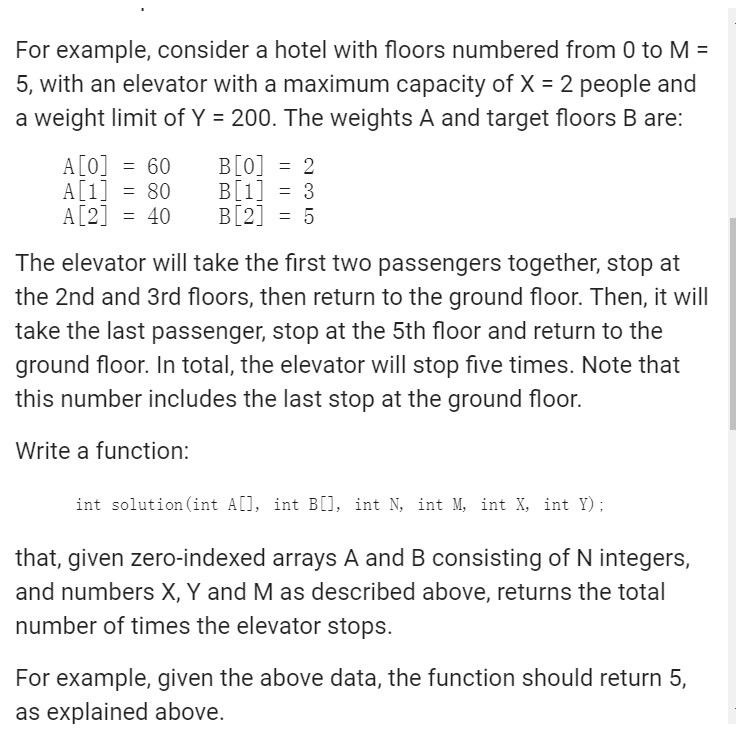 For example, consider a hotel with floors numbered from 0 to M =
5, with an elevator with a maximum capacity of X = 2 people and
a weight limit of Y = 200. The weights A and target floors B are:
A[0] = 60 B[0] = 2
A[1] = 80 B[1] = 3
A[2] = 40 B[2] = 5
The elevator will take the first two passengers together, stop at
the 2nd and 3rd floors, then return to the ground floor. Then, it will
take the last passenger, stop at the 5th floor and return to the
ground floor. In total, the elevator will stop five times. Note that
this number includes the last stop at the ground floor.
Write a function:
int solution(int A[], int B[], int N, int M, int X, int Y);
that, given zero-indexed arrays A and B consisting of N integers,
and numbers X, Y and M as described above, returns the total
number of times the elevator stops.
For example, given the above data, the function should return 5,
as explained above.